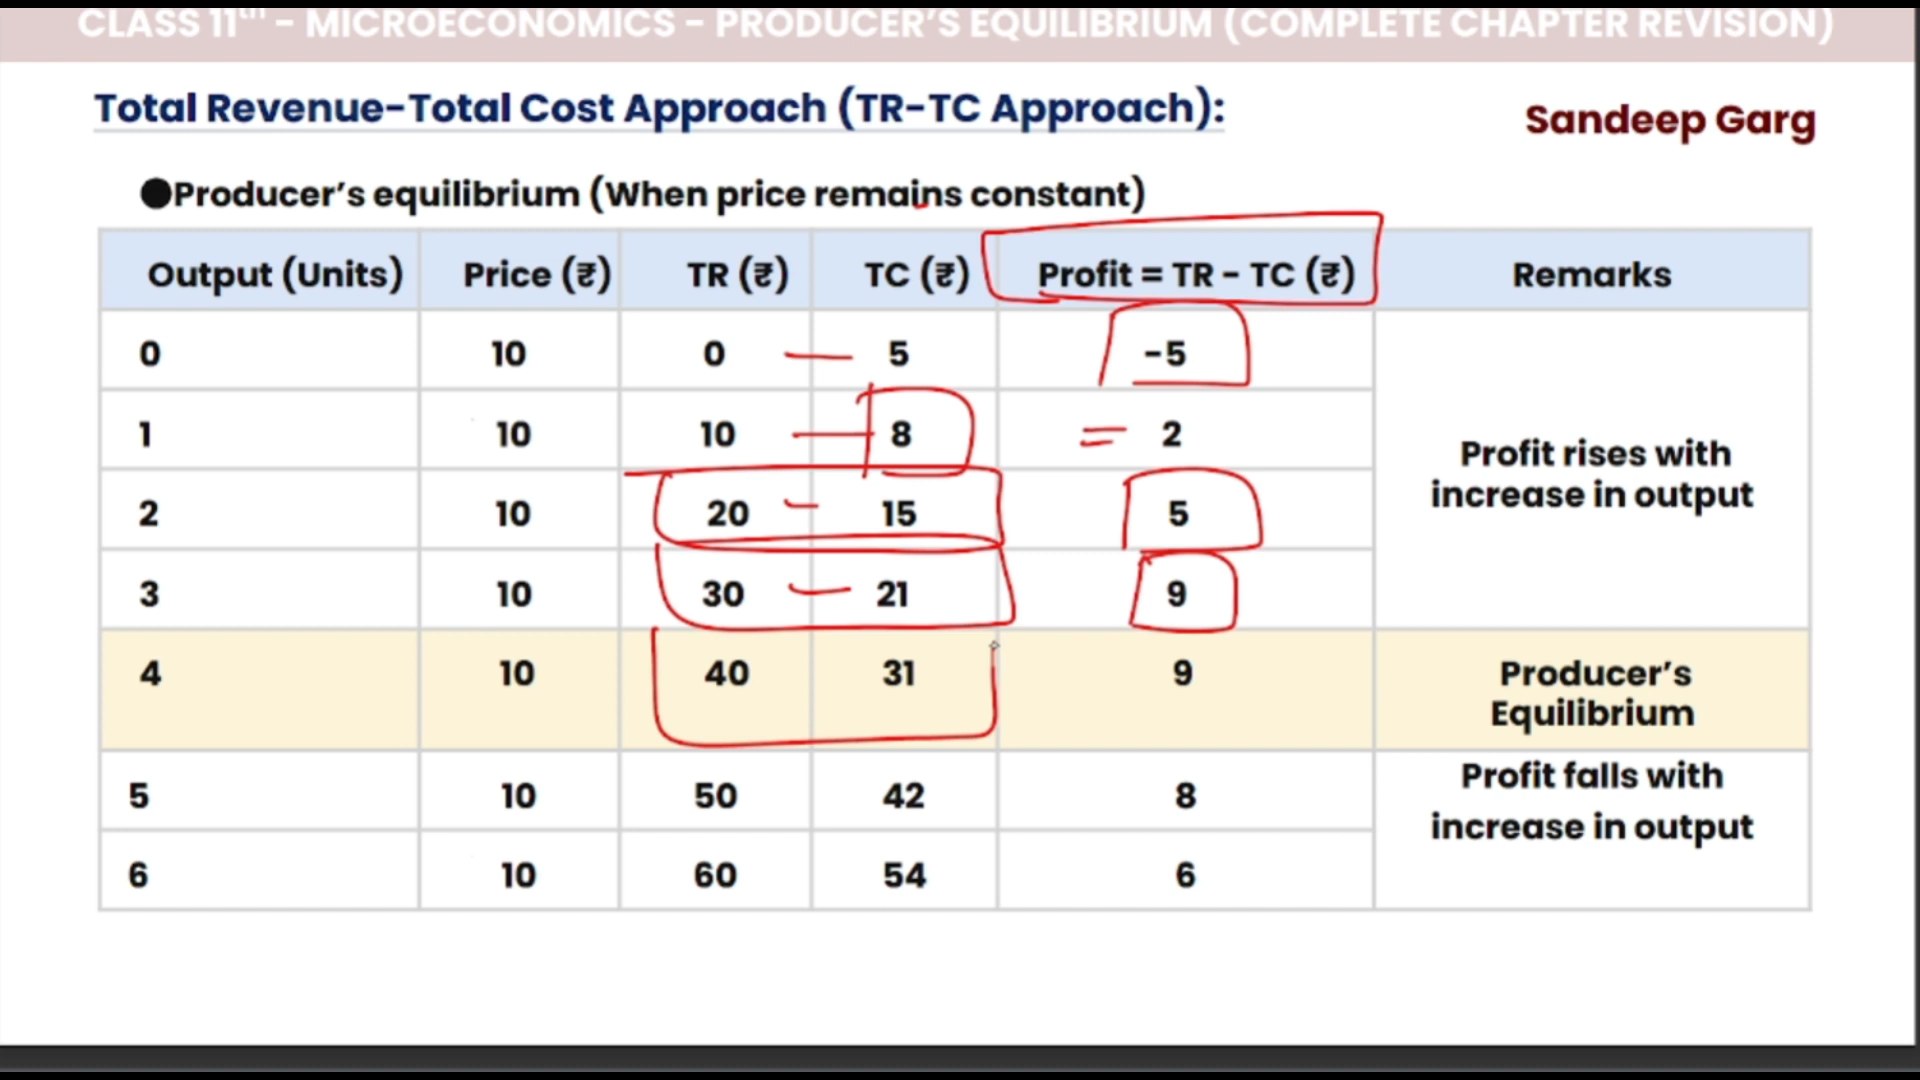 CLASS 11th - MICROECONOMICS - PRODUCER'S EQUILIBRIUM (COMPLETE CHAPTER REVISION)
Total Revenue-Total Cost Approach (TR-TC Approach):
Sandeep Garg
●Producer's equilibrium (When price remains constant)
Output (Units) Price (₹) TR (₹) TC (₹) Profit = TR - TC (₹) Remarks
0 10 0 — 5 -5
1 10 10 — 8 = 2
Profit rises with
increase in output
2 10 20 - 15 5
3 10 30 — 21 9
4 10 40 31 9 Producer's
Equilibrium
5 10 50 42 8 Profit falls with
increase in output
6 10 60 54 6